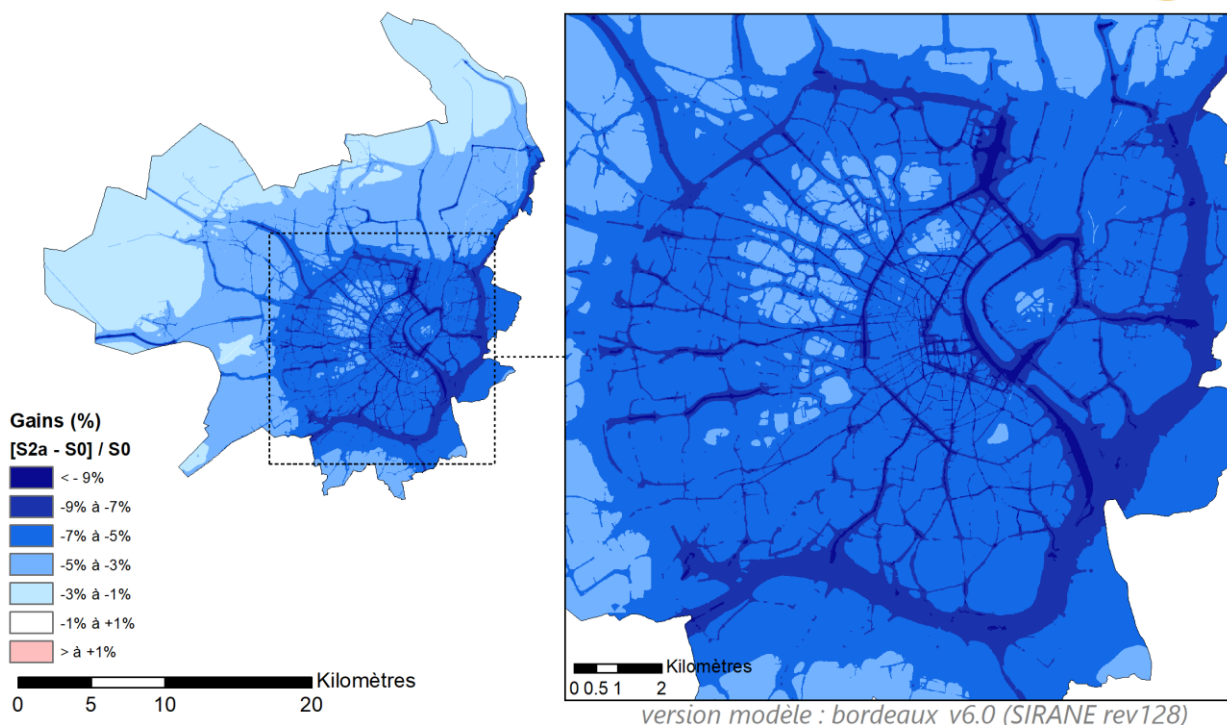 Gains (%)
[S2a - S0] / S0
< - 9%
-9% à -7%
-7% à -5%
-5% à -3%
-3% à -1%
-1% à +1%
> à +1%
Kilomètres
0 5 10 20
Kilomètres
0 0.5 1 2
version modèle : bordeaux_v6.0 (SIRANE rev128)